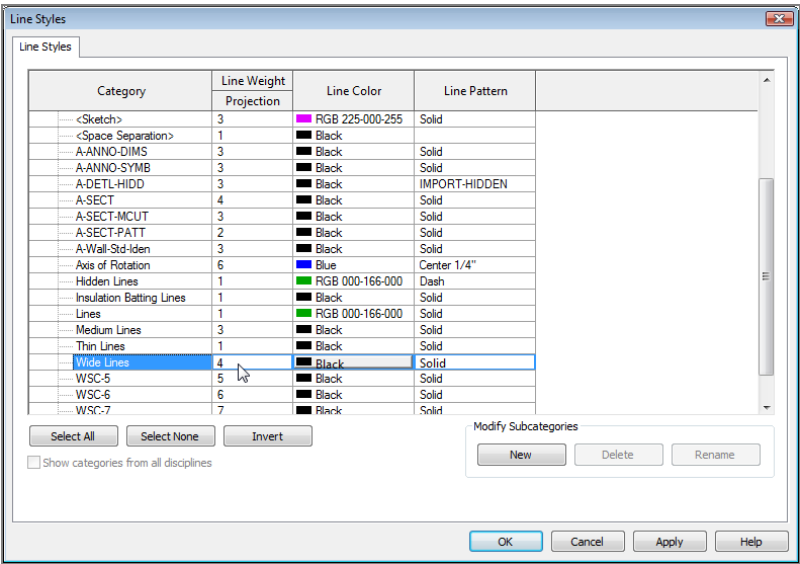 Line Styles
Line Styles
Category Line Weight Line Color Line Pattern
Projection
<Sketch> 3 RGB 225-000-255 Solid
<Space Separation> 1 Black
A-ANNO-DIMS 3 Black Solid
A-ANNO-SYMB 3 Black Solid
A-DETL-HIDD 3 Black IMPORT-HIDDEN
A-SECT 4 Black Solid
A-SECT-MCUT 3 Black Solid
A-SECT-PATT 2 Black Solid
A-Wall-Std-Iden 3 Black Solid
Axis of Rotation 6 Blue Center 1/4"
Hidden Lines 1 RGB 000-166-000 Dash
Insulation Batting Lines 1 Black Solid
Lines 1 RGB 000-166-000 Solid
Medium Lines 3 Black Solid
Thin Lines 1 Black Solid
Wide Lines 4 Black Solid
WSC-5 5 Black Solid
WSC-6 6 Black Solid
WSC-7 7 Black Solid
Select All Select None Invert
Show categories from all disciplines
Modify Subcategories
New Delete Rename
OK Cancel Apply Help